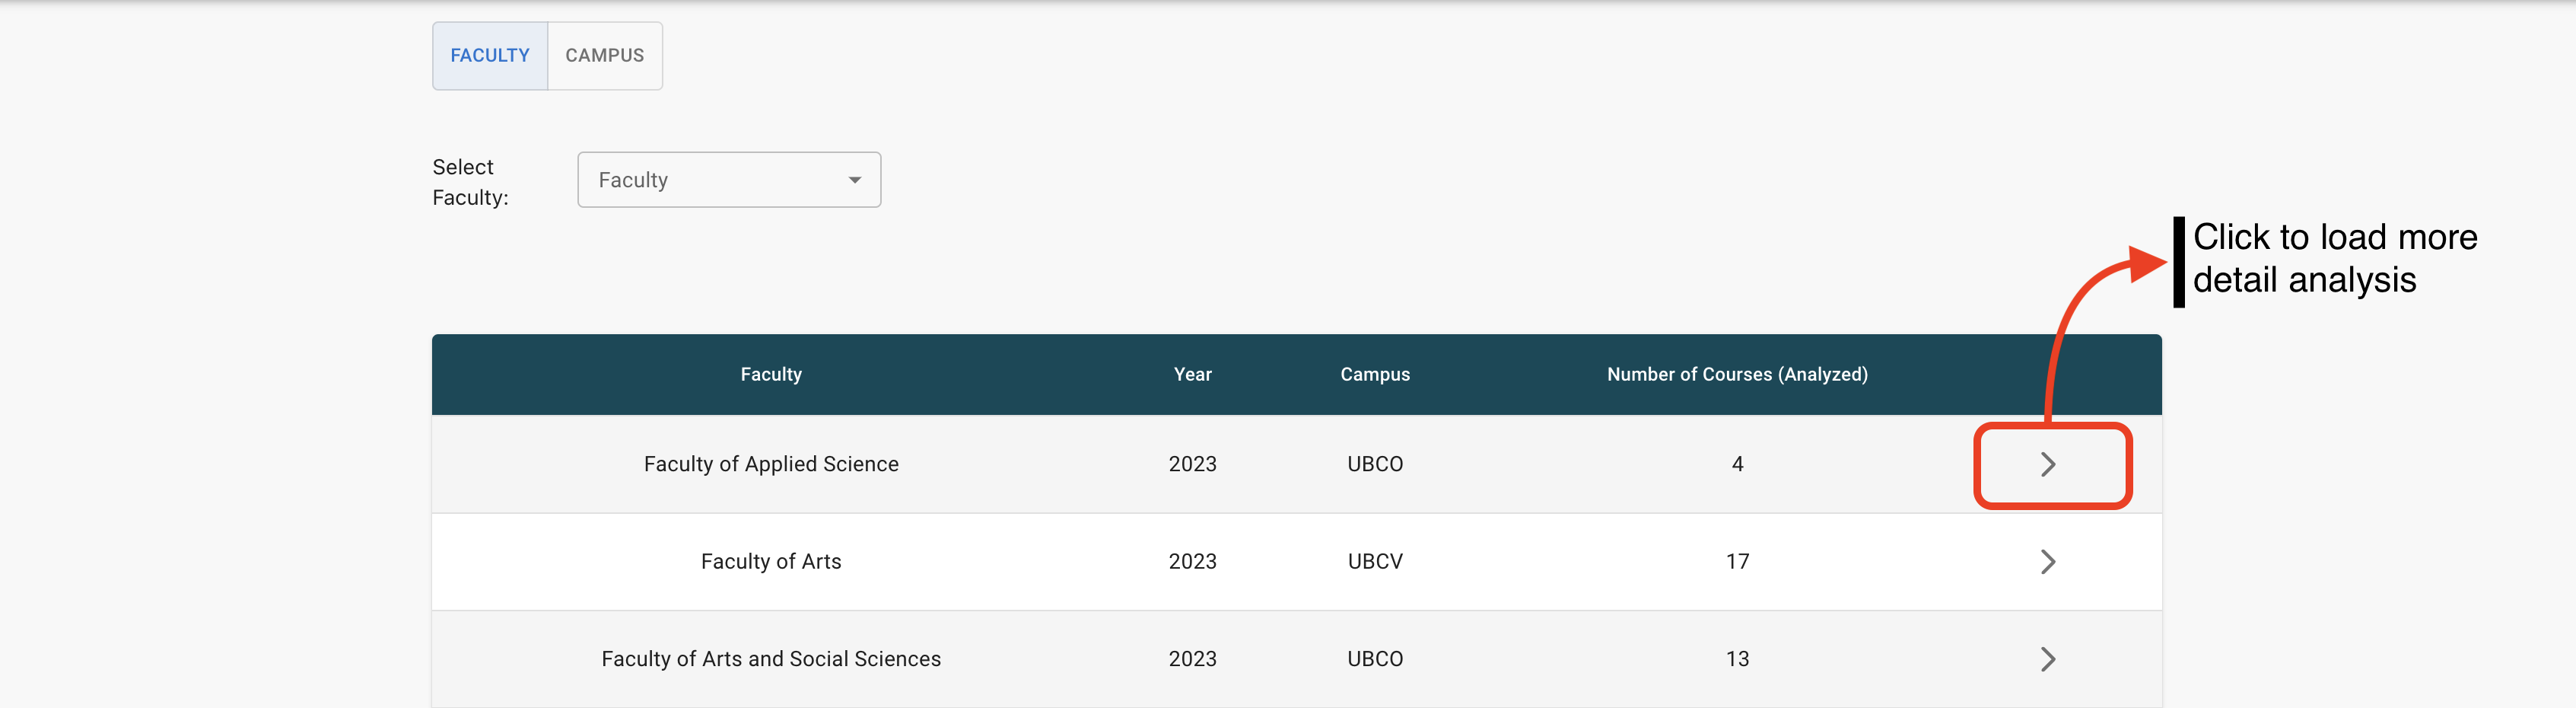 FACULTY CAMPUS
Select
Faculty:
Faculty
Click to load more
detail analysis
Faculty Year Campus Number of Courses (Analyzed)
Faculty of Applied Science 2023 UBCO 4
Faculty of Arts 2023 UBCV 17
Faculty of Arts and Social Sciences 2023 UBCO 13